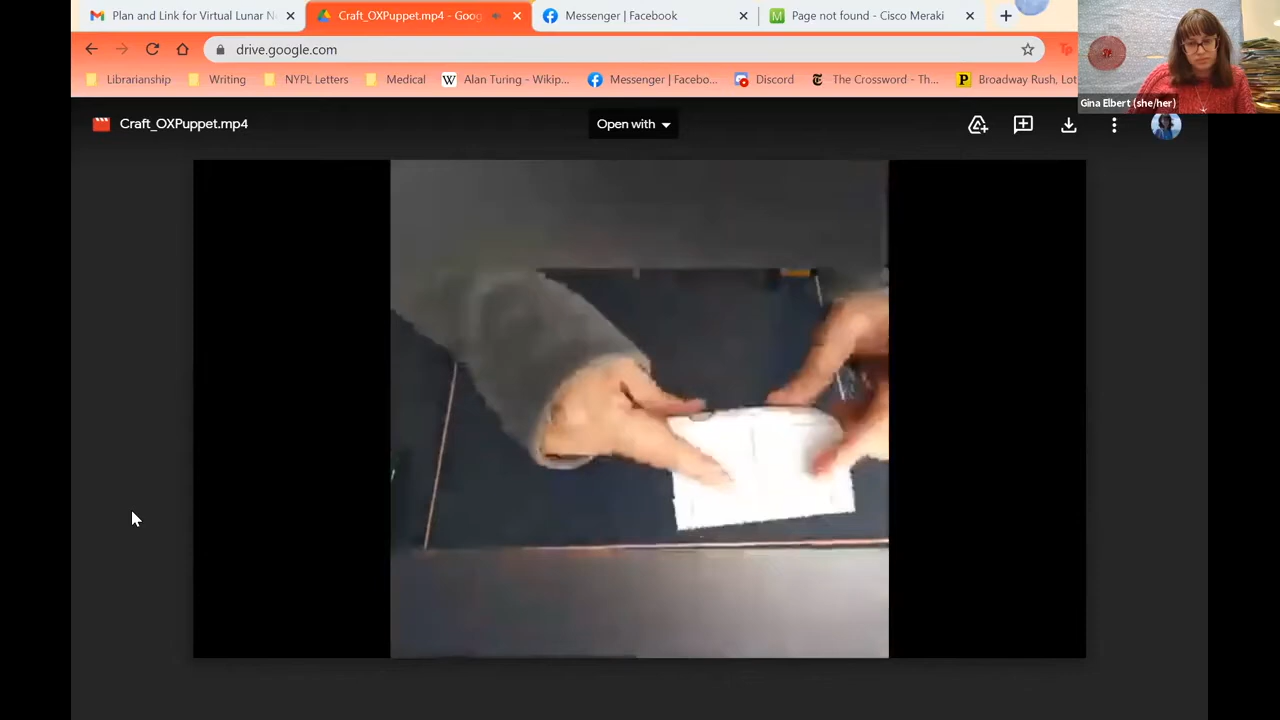 Plan and Link for Virtual Lunar N
Craft_OXPuppet.mp4 - Goog
Messenger | Facebook
Page not found - Cisco Meraki
drive.google.com
Librarianship
Writing
NYPL Letters
Medical
Alan Turing - Wikip...
Messenger | Facebo...
Discord
The Crossword - Th...
Broadway Rush, Lot
Gina Elbert (she/her)
Craft_OXPuppet.mp4
Open with